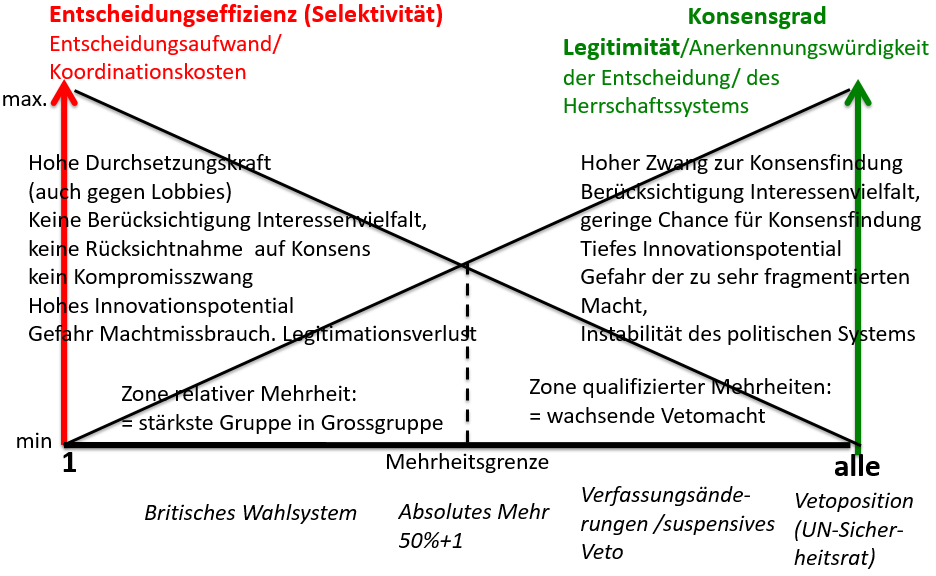 Entscheidungseffizienz (Selektivität)
Entscheidungsaufwand/
Koordinationskosten
Konsensgrad
Legitimität/Anerkennungswürdigkeit
der Entscheidung/ des
Herrschaftssystems
max.
Hohe Durchsetzungskraft
(auch gegen Lobbies)
Keine Berücksichtigung Interessenvielfalt,
keine Rücksichtnahme auf Konsens
kein Kompromisszwang
Hohes Innovationspotential
Gefahr Machtmissbrauch. Legitimationsverlust
Hoher Zwang zur Konsensfindung
Berücksichtigung Interessenvielfalt,
geringe Chance für Konsensfindung
Tiefes Innovationspotential
Gefahr der zu sehr fragmentierten
Macht,
Instabilität des politischen Systems
Zone relativer Mehrheit:
= stärkste Gruppe in Grossgruppe
Zone qualifizierter Mehrheiten:
= wachsende Vetomacht
min
1
Mehrheitsgrenze
alle
Britisches Wahlsystem
Absolutes Mehr
50%+1
Verfassungsände-
rungen /suspensives
Veto
Vetoposition
(UN-Sicher-
heitsrat)